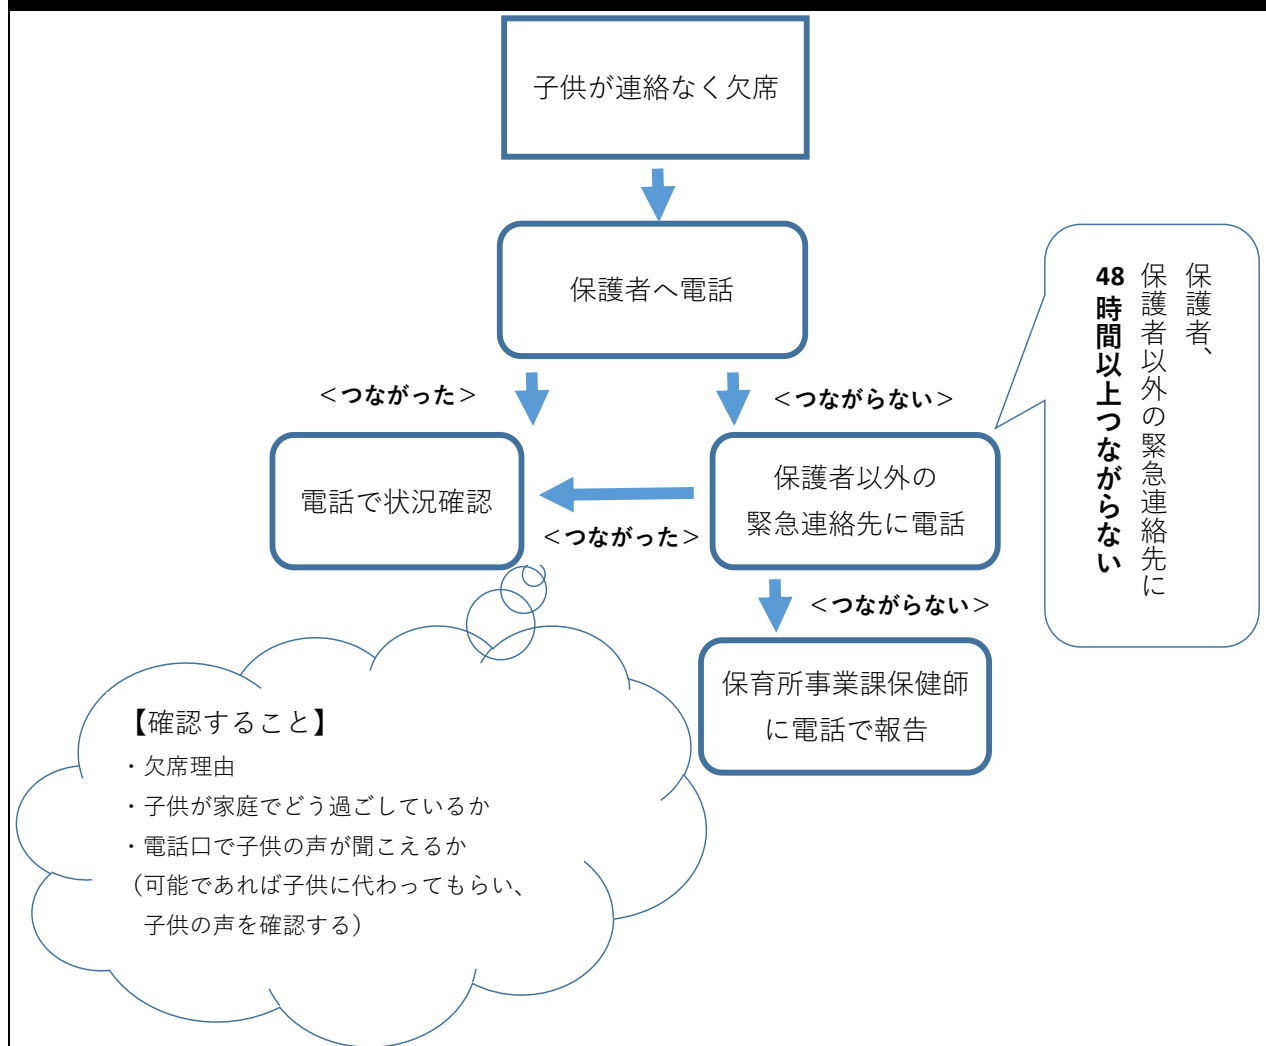 子供が連絡なく欠席
保護者へ電話
＜つながった＞
＜つながらない＞
電話で状況確認
保護者以外の
緊急連絡先に電話
＜つながった＞
＜つながらない＞
保育所事業課保健師
に電話で報告
保護者、
保護者以外の緊急連絡先に
48時間以上つながらない
【確認すること】
・欠席理由
・子供が家庭でどう過ごしているか
・電話口で子供の声が聞こえるか
（可能であれば子供に代わってもらい、
子供の声を確認する）